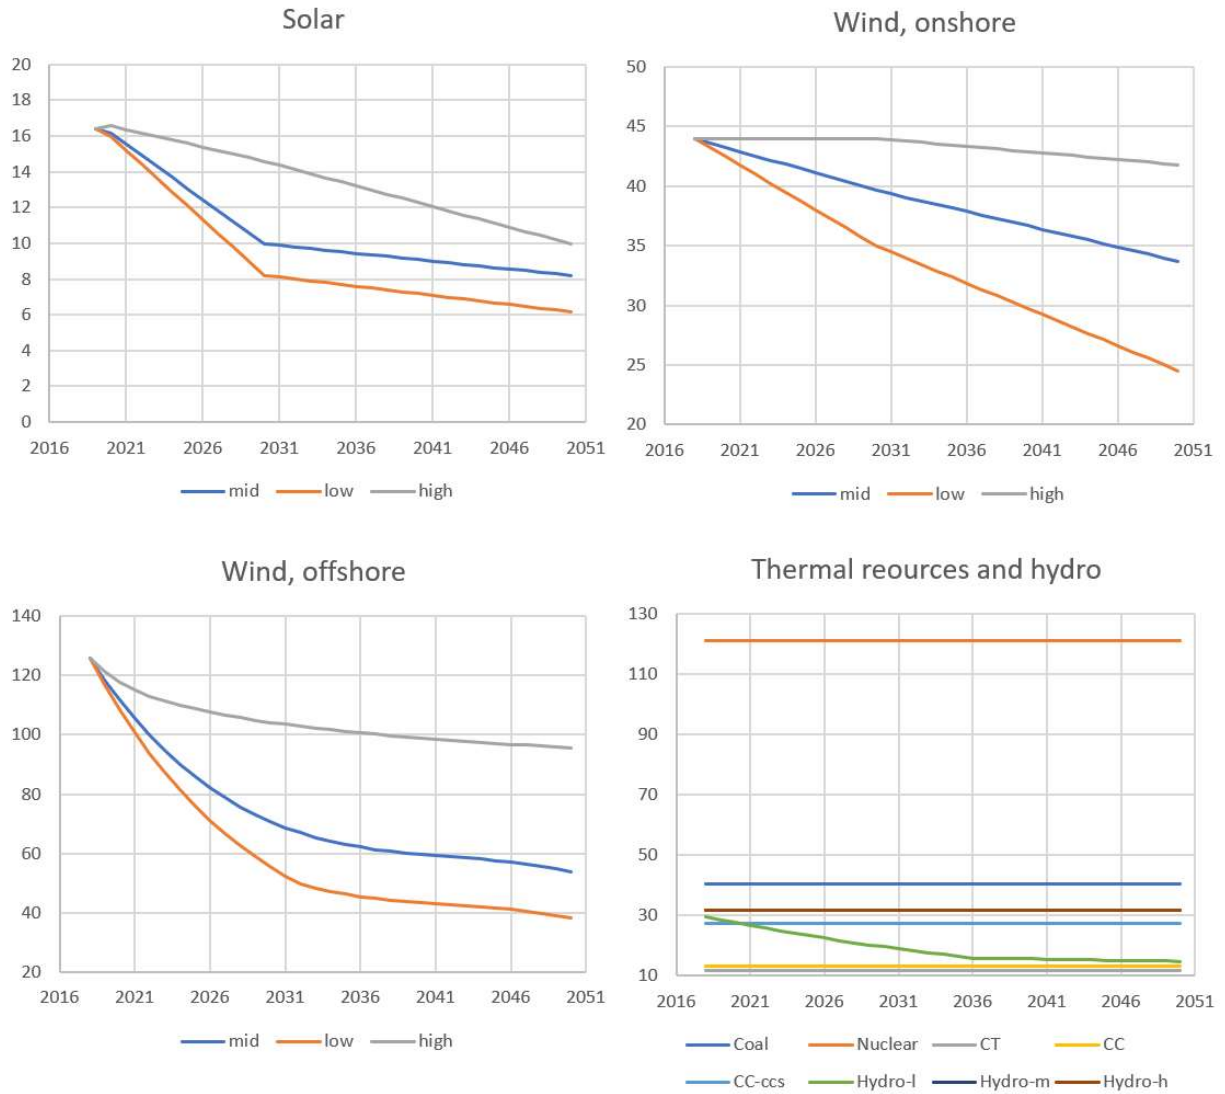 Solar
20
18
16
14
12
10
8
6
4
2
0
2016 2021 2026 2031 2036 2041 2046 2051
mid low high
Wind, onshore
50
45
40
35
30
25
20
2016 2021 2026 2031 2036 2041 2046 2051
mid low high
Wind, offshore
140
120
100
80
60
40
20
2016 2021 2026 2031 2036 2041 2046 2051
mid low high
Thermal reources and hydro
130
110
90
70
50
30
10
2016 2021 2026 2031 2036 2041 2046 2051
Coal Nuclear CT CC
CC-ccs Hydro-l Hydro-m Hydro-h